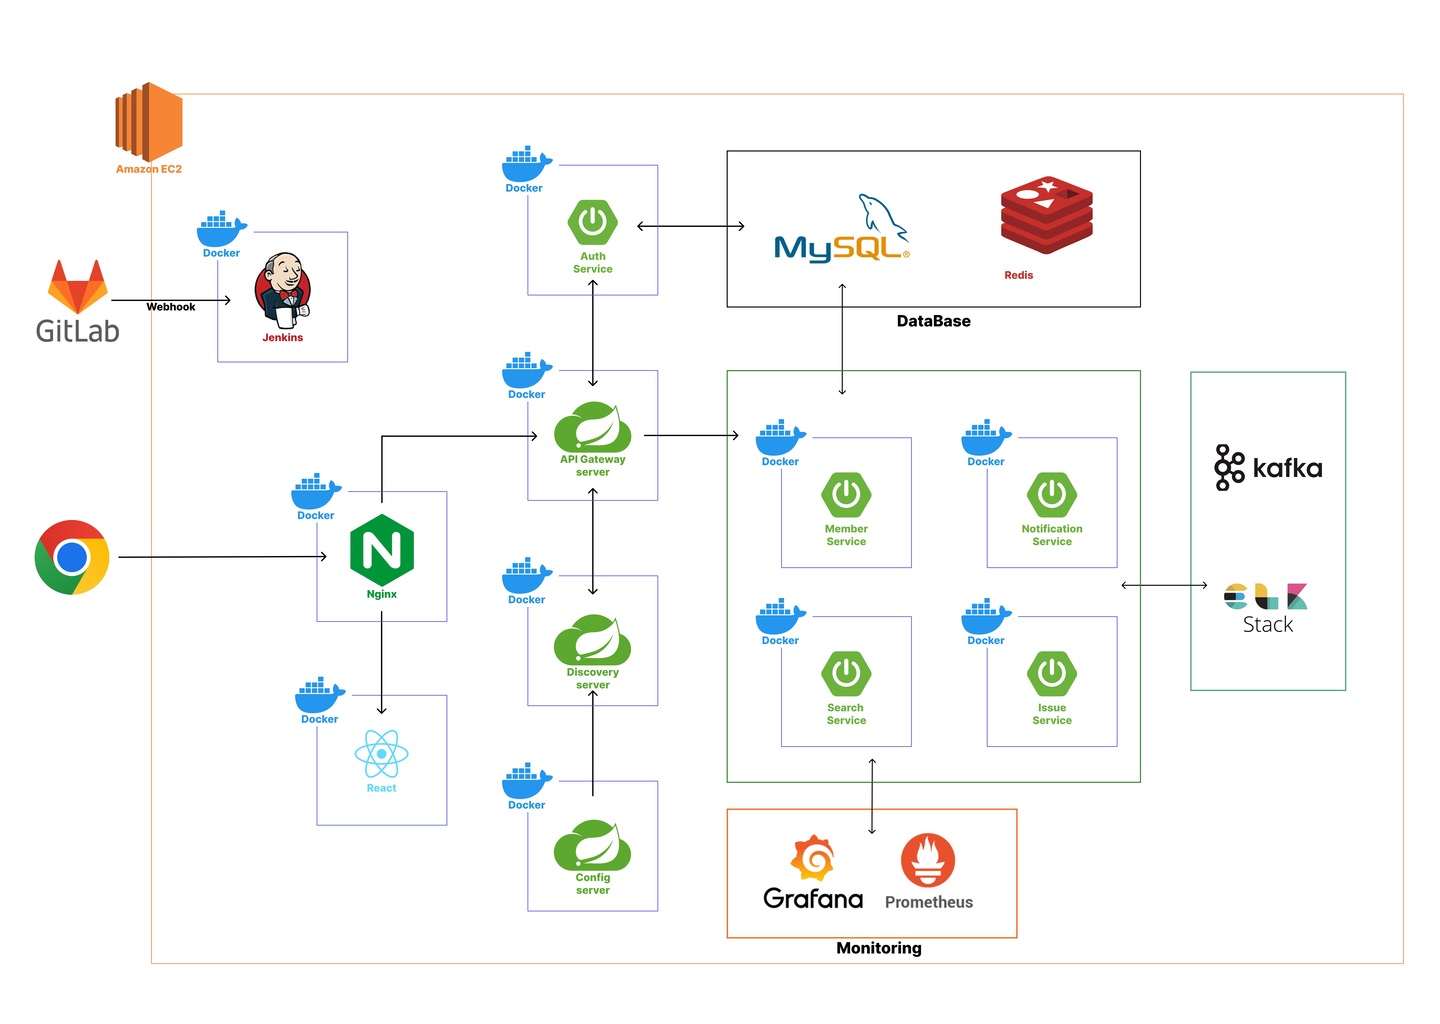 Amazon EC2
Docker
Jenkins
GitLab
Webhook
Docker
Auth
Service
MySQL®
Redis
DataBase
Docker
API Gateway
server
Docker
Nginx
Docker
React
Docker
Discovery
server
Docker
Config
server
Docker
Member
Service
Docker
Notification
Service
Docker
Search
Service
Docker
Issue
Service
kafka
ELK
Stack
Grafana
Prometheus
Monitoring